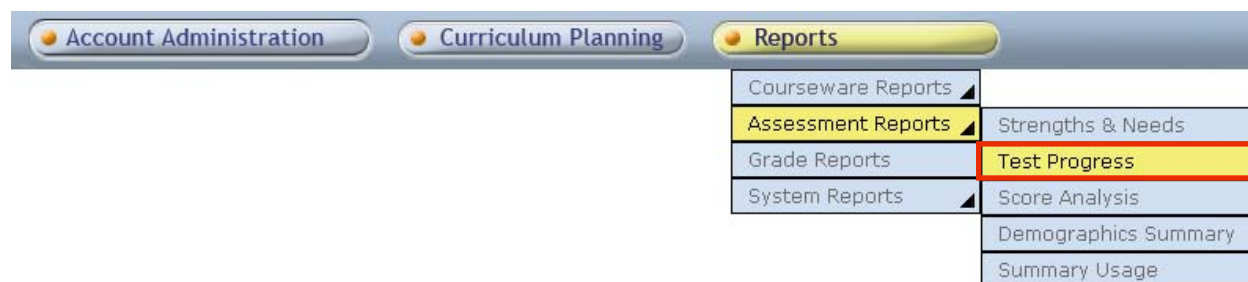 Account Administration
Curriculum Planning
Reports
Courseware Reports
Assessment Reports
Grade Reports
System Reports
Strengths & Needs
Test Progress
Score Analysis
Demographics Summary
Summary Usage